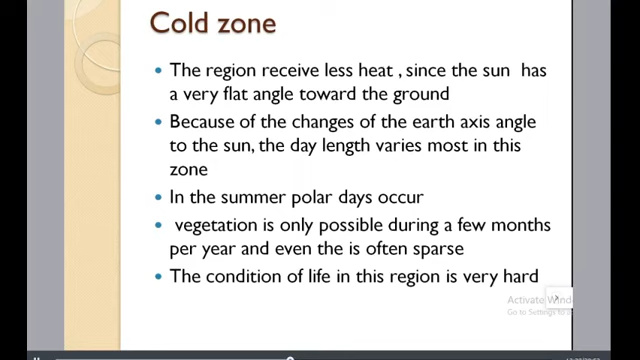 Cold zone
• The region receive less heat , since the sun has
a very flat angle toward the ground
• Because of the changes of the earth axis angle
to the sun, the day length varies most in this
zone
• In the summer polar days occur
• vegetation is only possible during a few months
per year and even the is often sparse
• The condition of life in this region is very hard
Activate Wind
Go to Settings to a